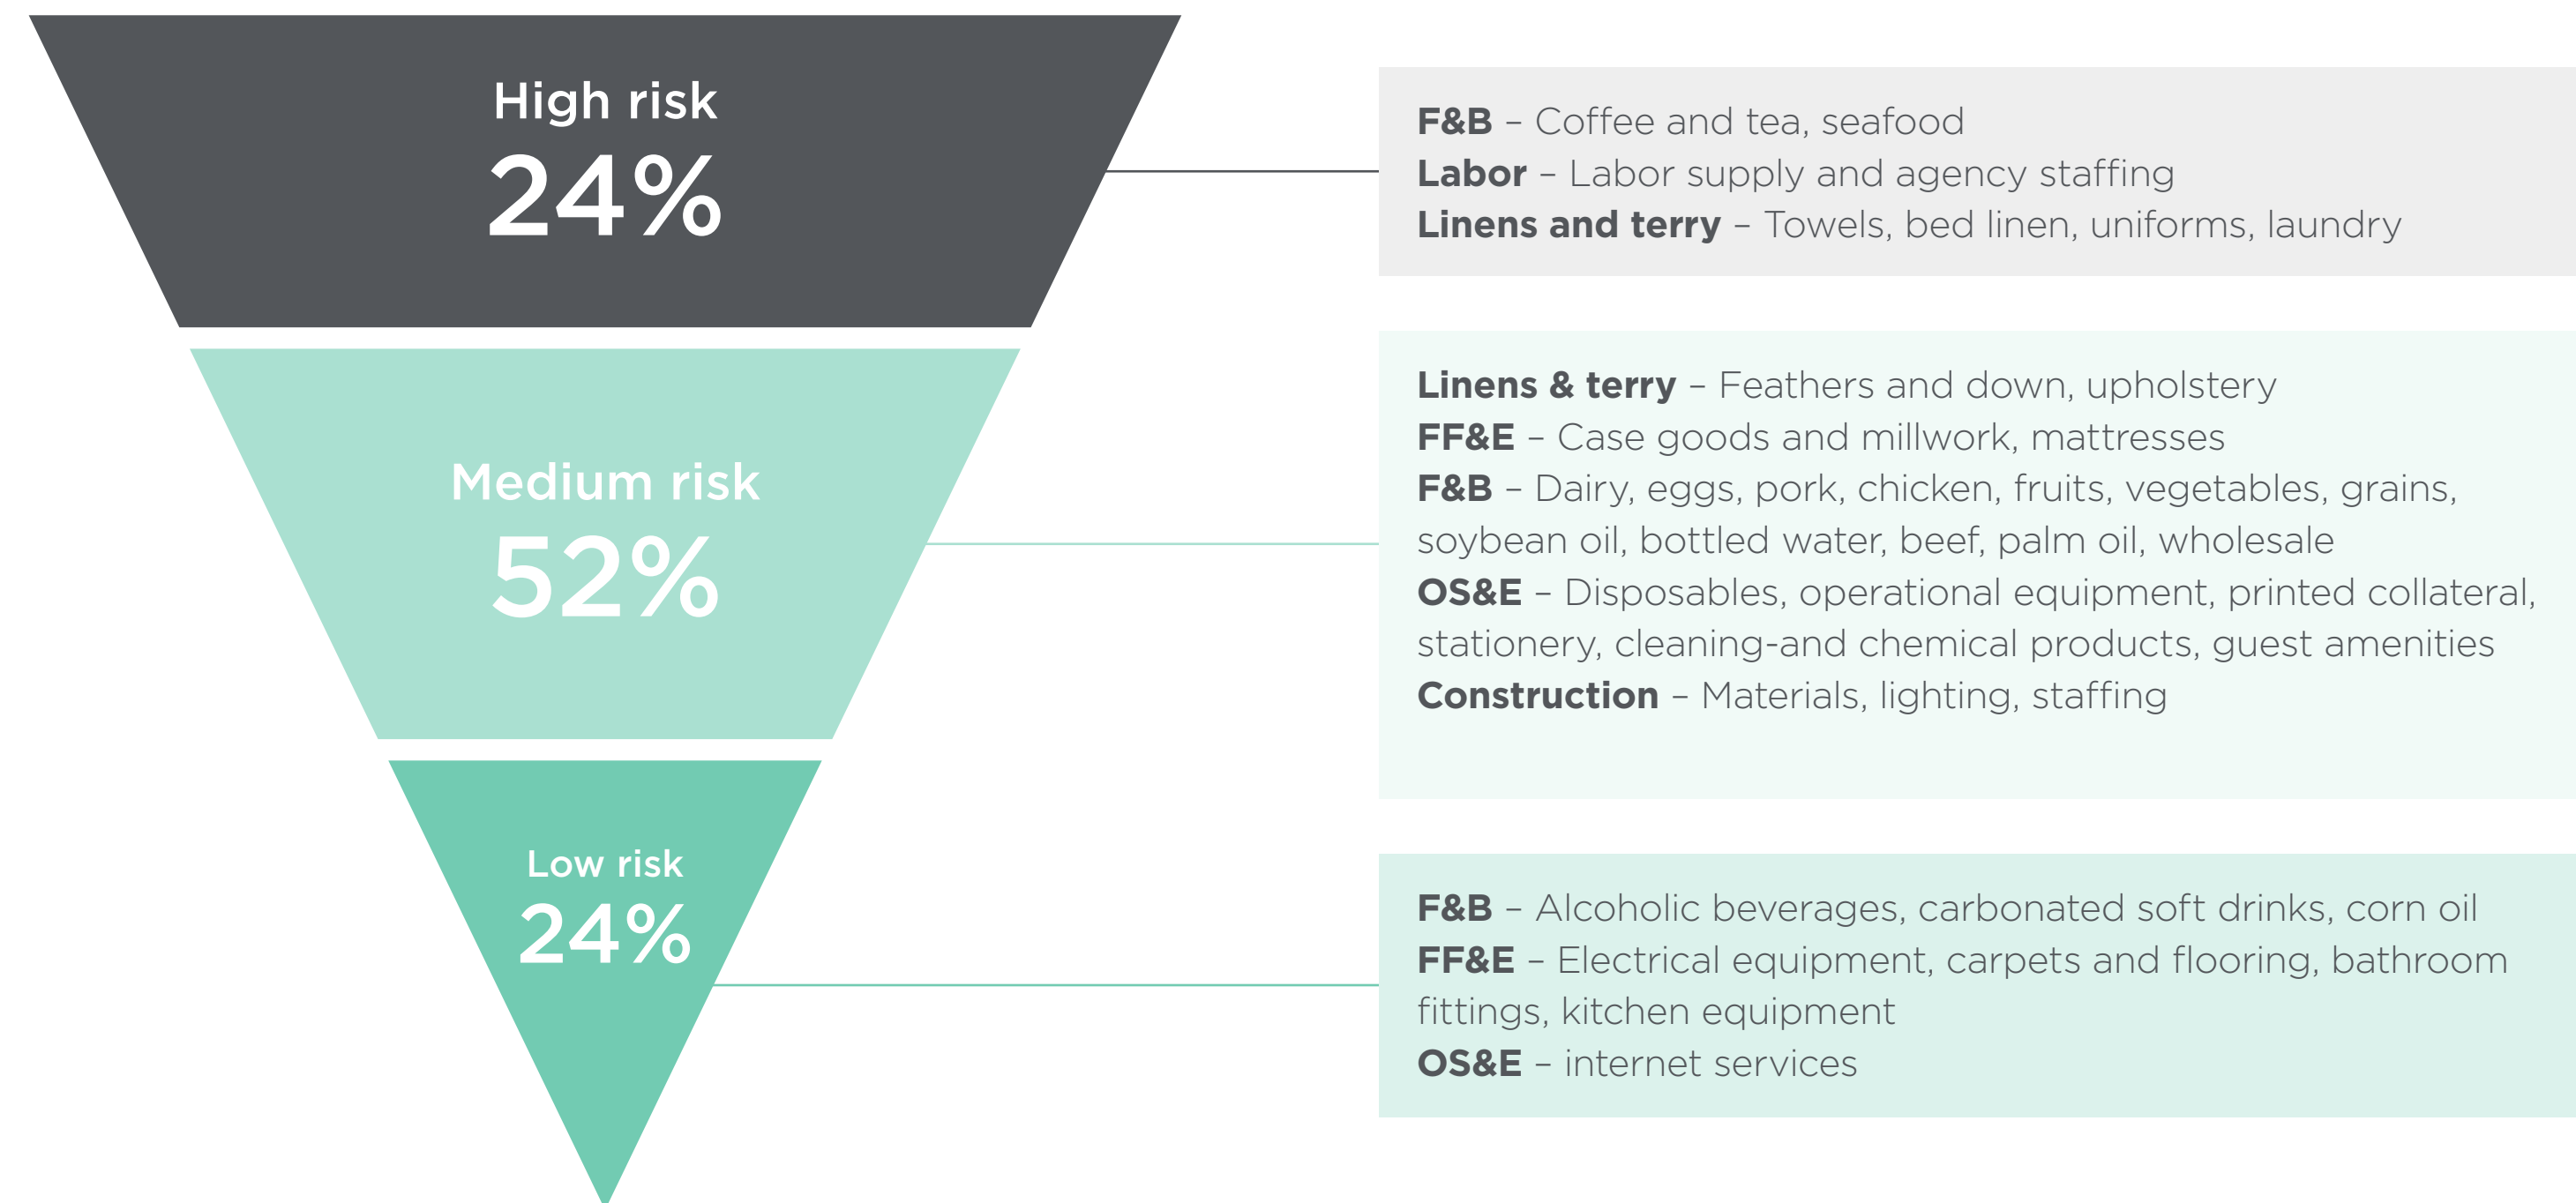 High risk
24%
F&B – Coffee and tea, seafood
Labor – Labor supply and agency staffing
Linens and terry – Towels, bed linen, uniforms, laundry
Medium risk
52%
Linens & terry – Feathers and down, upholstery
FF&E – Case goods and millwork, mattresses
F&B – Dairy, eggs, pork, chicken, fruits, vegetables, grains,
soybean oil, bottled water, beef, palm oil, wholesale
OS&E – Disposables, operational equipment, printed collateral,
stationery, cleaning-and chemical products, guest amenities
Construction – Materials, lighting, staffing
Low risk
24%
F&B – Alcoholic beverages, carbonated soft drinks, corn oil
FF&E – Electrical equipment, carpets and flooring, bathroom
fittings, kitchen equipment
OS&E – internet services